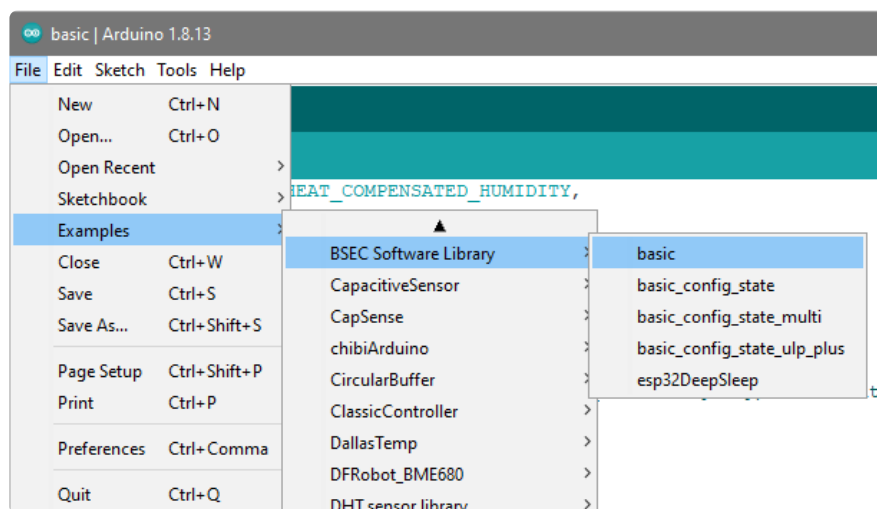 basic | Arduino 1.8.13
File Edit Sketch Tools Help
New Ctrl+N
Open... Ctrl+O
Open Recent
Sketchbook
Examples
Close Ctrl+W
Save Ctrl+S
Save As... Ctrl+Shift+S
Page Setup Ctrl+Shift+P
Print Ctrl+P
Preferences Ctrl+Comma
Quit Ctrl+Q
HEAT_COMPENSATED_HUMIDITY,
BSEC Software Library
CapacitiveSensor
CapSense
chibiArduino
CircularBuffer
ClassicController
DallasTemp
DFRobot_BME680
DHT sensor library
basic
basic_config_state
basic_config_state_multi
basic_config_state_ulp_plus
esp32DeepSleep